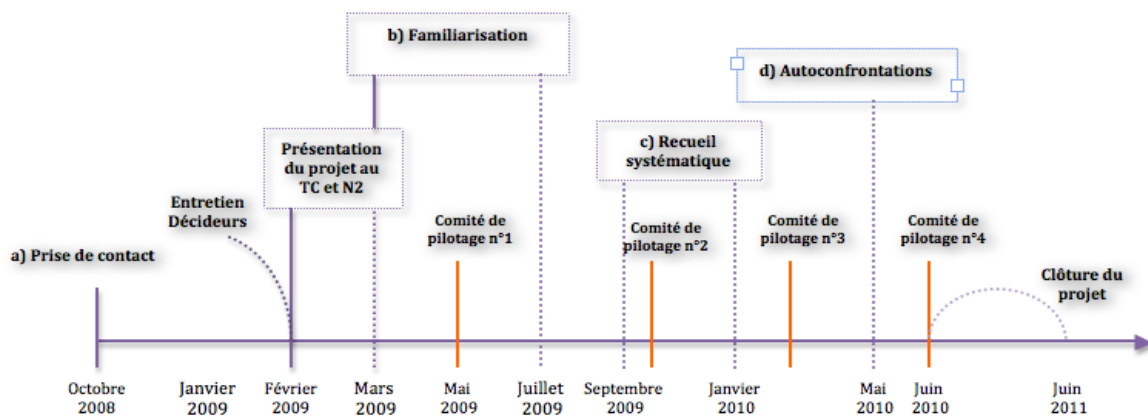 b) Familiarisation
d) Autoconfrontations
Présentation
du projet au
TC et N2
c) Recueil
systématique
Entretien
Décideurs
Comité de
pilotage n°1
Comité de
pilotage n°2
Comité de
pilotage n°3
Comité de
pilotage n°4
a) Prise de contact
Clôture du
projet
Octobre
2008
Janvier
2009
Février
2009
Mars
2009
Mai
2009
Juillet
2009
Septembre
2009
Janvier
2010
Mai
2010
Juin
2010
Juin
2011